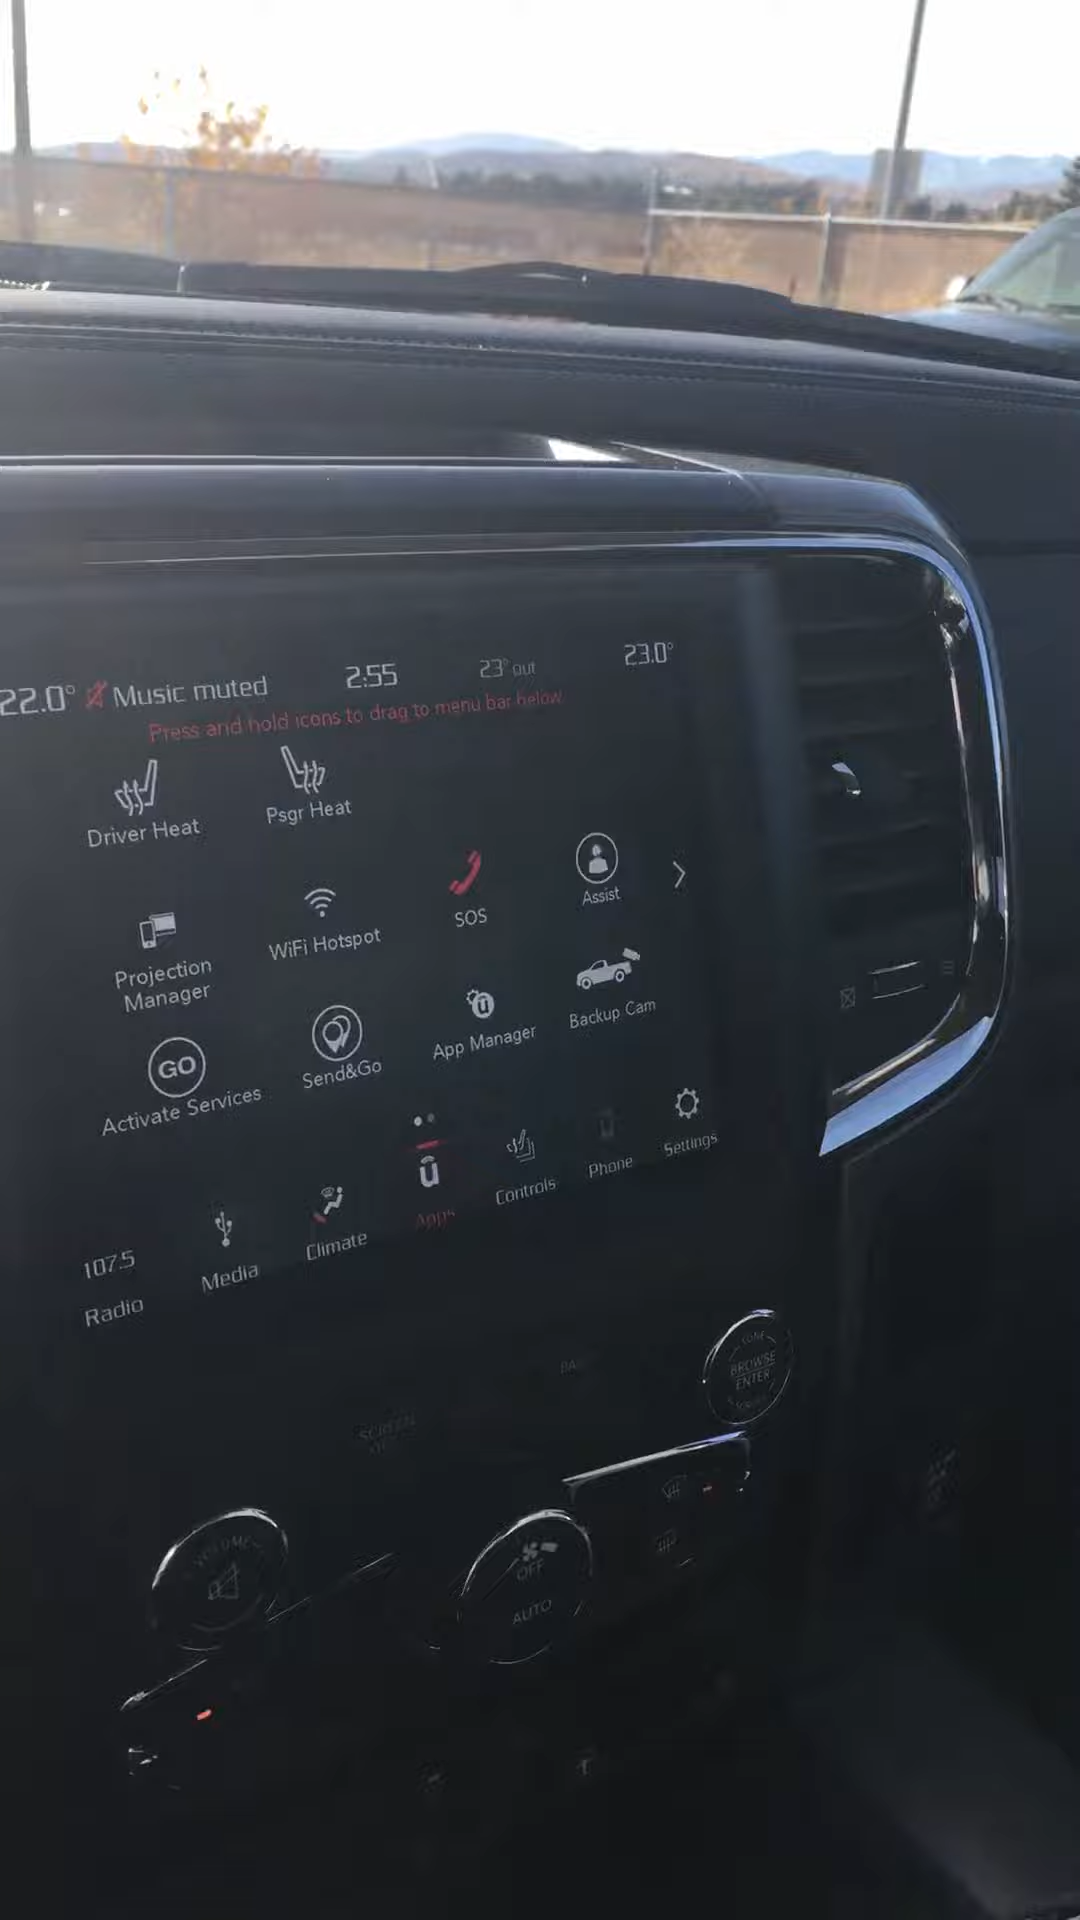 22.0° Music muted 2:55 23° out 23.0°
Press and hold icons to drag to menu bar below
Driver Heat Psgr Heat
Projection
Manager
WiFi Hotspot
SOS
Assist
GO
Activate Services
Send&Go
App Manager
Backup Cam
107.5
Radio
Media
Climate
Apps
Controls
Phone
Settings
SCREEN
BROWSE
ENTER
VOLUME
OFF
AUTO